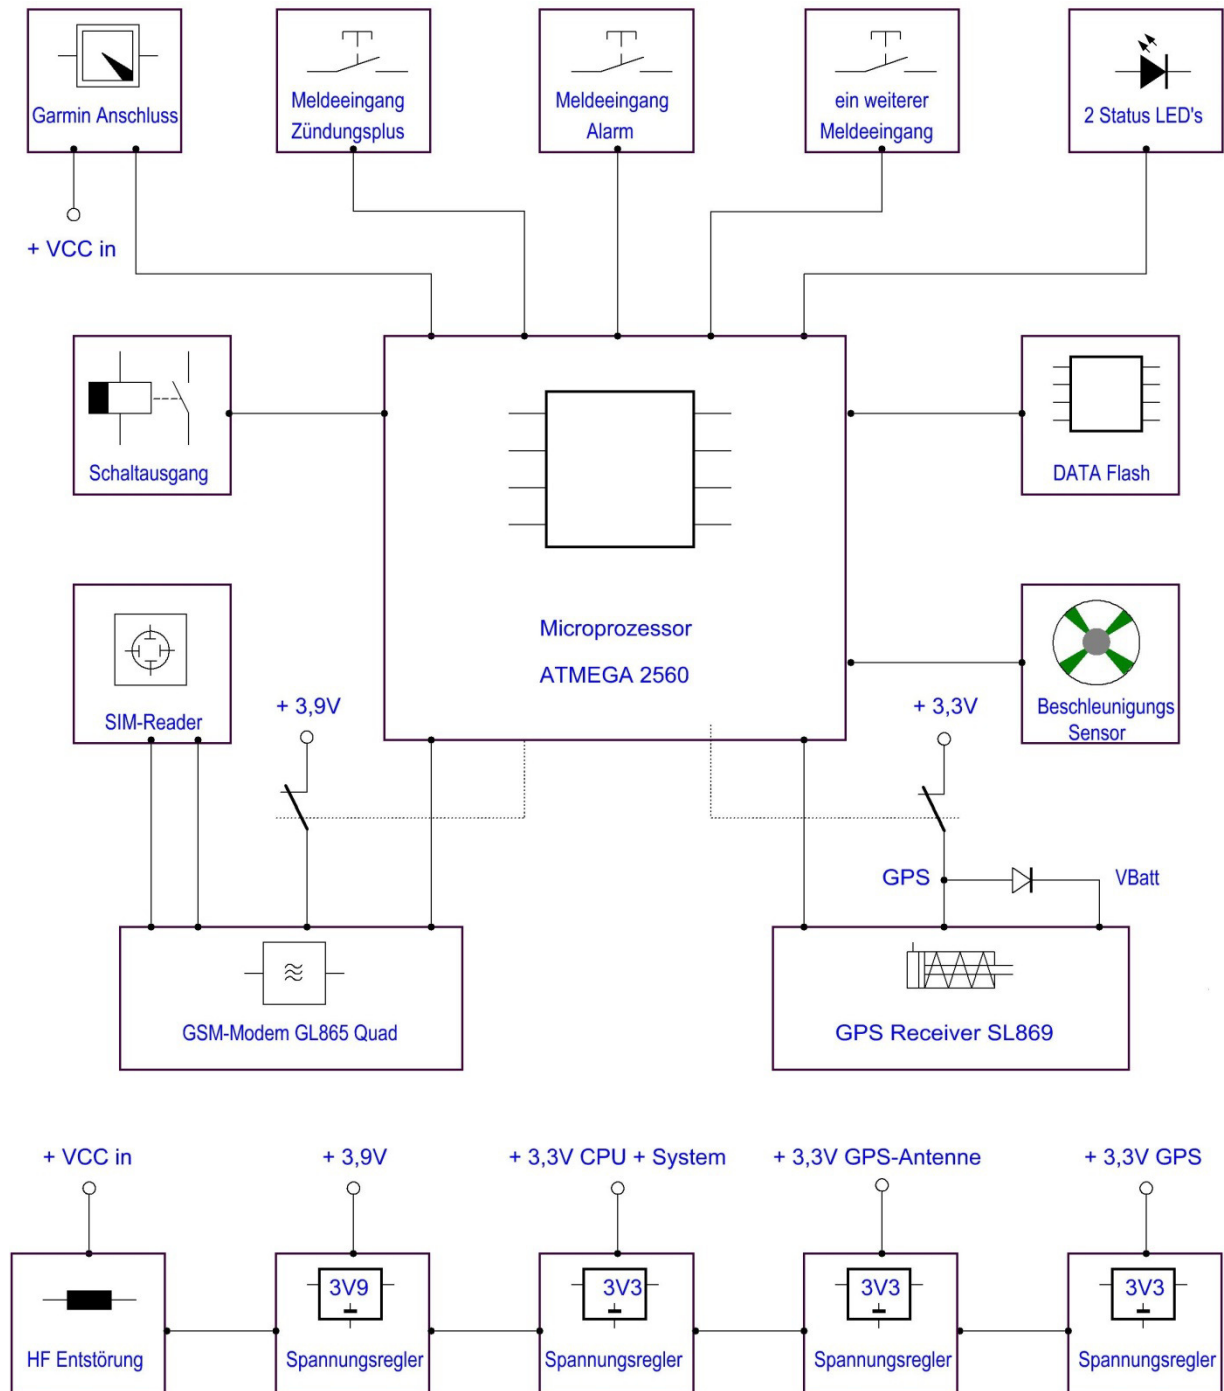 Garmin Anschluss
+ VCC in
Meldeeingang
Zündungsplus
Meldeeingang
Alarm
ein weiterer
Meldeeingang
2 Status LED's
Schaltausgang
Microprozessor
ATMEGA 2560
DATA Flash
SIM-Reader
+ 3,9V
+ 3,3V
Beschleunigungs
Sensor
GPS
VBatt
GSM-Modem GL865 Quad
GPS Receiver SL869
+ VCC in
+ 3,9V
+ 3,3V CPU + System
+ 3,3V GPS-Antenne
+ 3,3V GPS
3V9
3V3
3V3
3V3
HF Entstörung
Spannungsregler
Spannungsregler
Spannungsregler
Spannungsregler